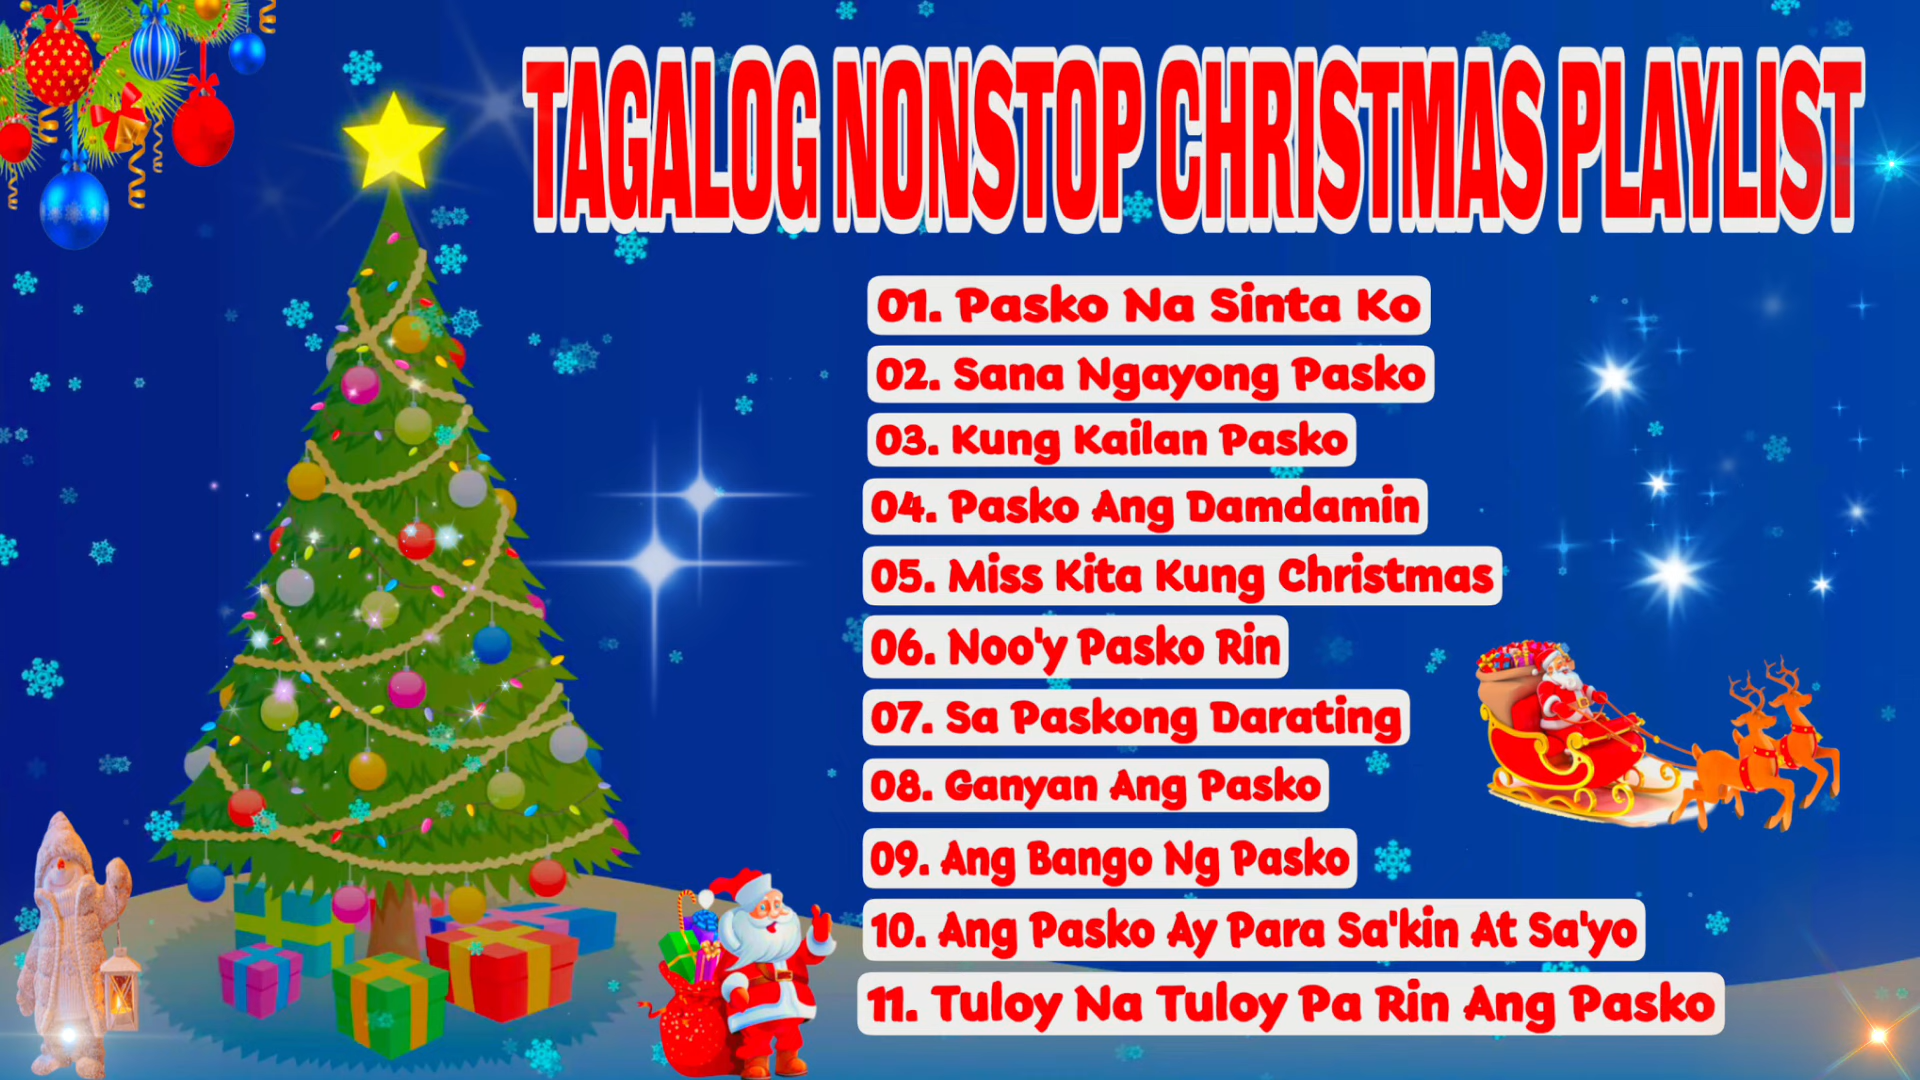 TAGALOG NONSTOP CHRISTMAS PLAYLIST
01. Pasko Na Sinta Ko
02. Sana Ngayong Pasko
03. Kung Kailan Pasko
04. Pasko Ang Damdamin
05. Miss Kita Kung Christmas
06. Noo'y Pasko Rin
07. Sa Paskong Darating
08. Ganyan Ang Pasko
09. Ang Bango Ng Pasko
10. Ang Pasko Ay Para Sa'kin At Sa'yo
11. Tuloy Na Tuloy Pa Rin Ang Pasko